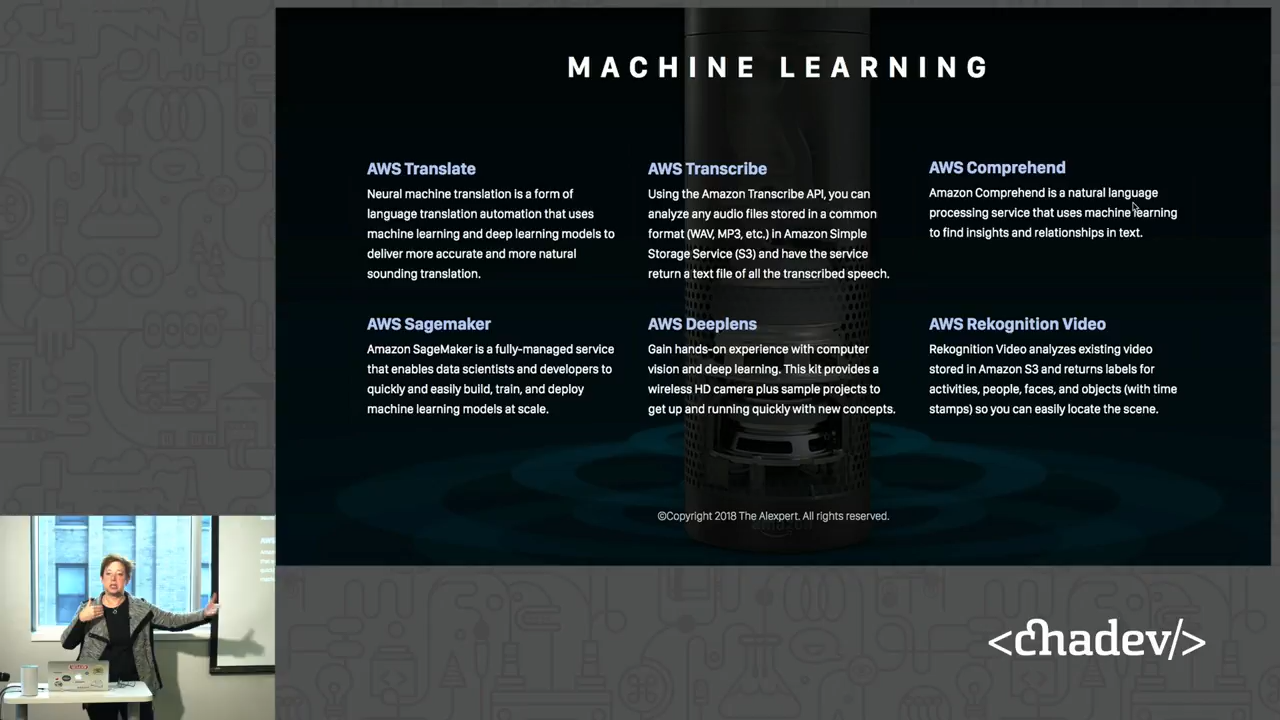 MACHINE LEARNING
AWS Translate
Neural machine translation is a form of
language translation automation that uses
machine learning and deep learning models to
deliver more accurate and more natural
sounding translation.
AWS Transcribe
Using the Amazon Transcribe API, you can
analyze any audio files stored in a common
format (WAV, MP3, etc.) in Amazon Simple
Storage Service (S3) and have the service
return a text file of all the transcribed speech.
AWS Comprehend
Amazon Comprehend is a natural language
processing service that uses machine learning
to find insights and relationships in text.
AWS Sagemaker
Amazon SageMaker is a fully-managed service
that enables data scientists and developers to
quickly and easily build, train, and deploy
machine learning models at scale.
AWS Deeplens
Gain hands-on experience with computer
vision and deep learning. This kit provides a
wireless HD camera plus sample projects to
get up and running quickly with new concepts.
AWS Rekognition Video
Rekognition Video analyzes existing video
stored in Amazon S3 and returns labels for
activities, people, faces, and objects (with time
stamps) so you can easily locate the scene.
©Copyright 2018 The Alexpert. All rights reserved.
<chadev/>